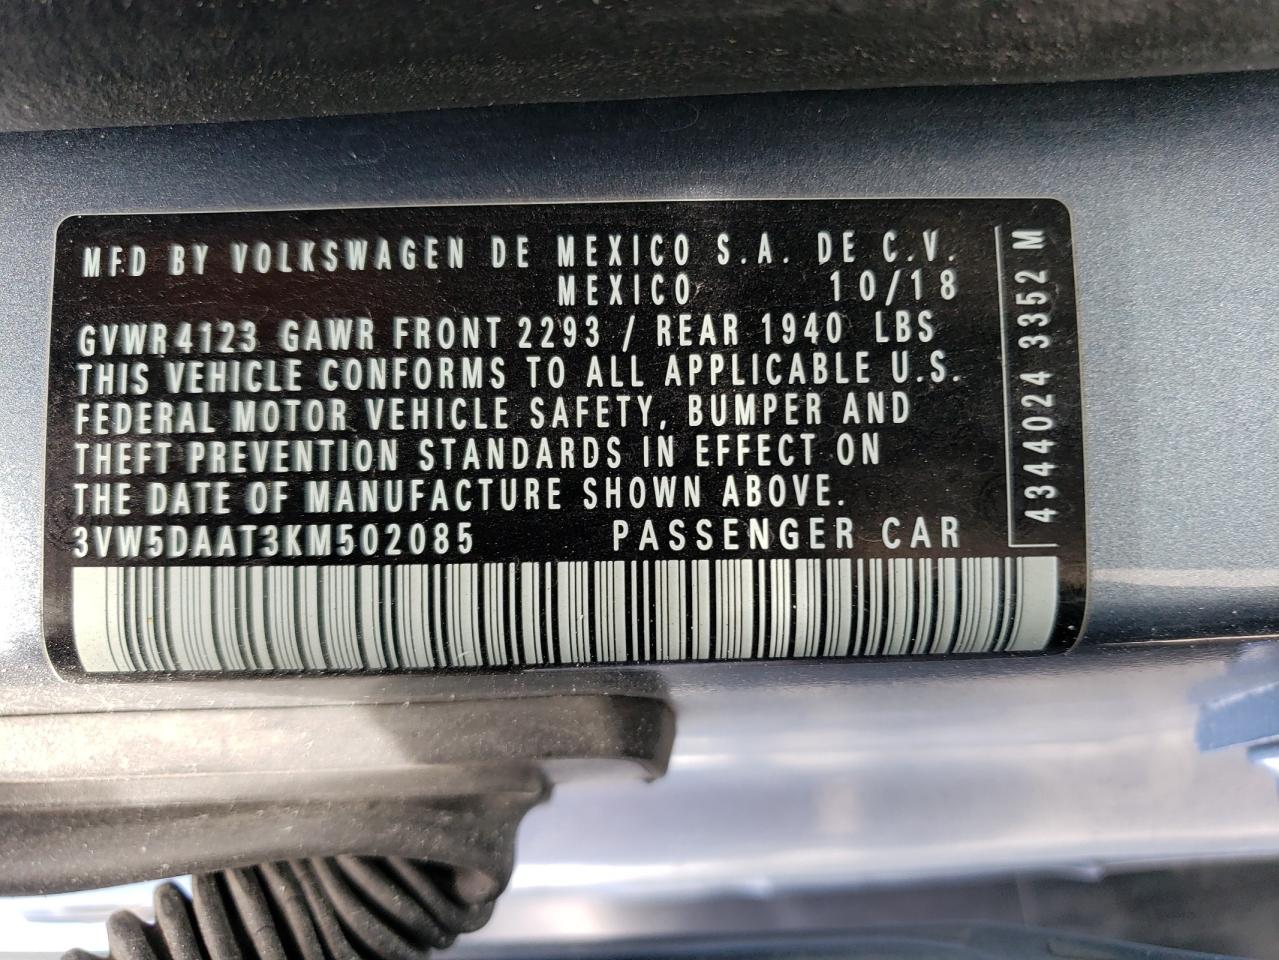 MFD BY VOLKSWAGEN DE MEXICO S.A. DE C.V.
MEXICO 10/18
GVWR 4123 GAWR FRONT 2293 / REAR 1940 LBS
THIS VEHICLE CONFORMS TO ALL APPLICABLE U.S.
FEDERAL MOTOR VEHICLE SAFETY, BUMPER AND
THEFT PREVENTION STANDARDS IN EFFECT ON
THE DATE OF MANUFACTURE SHOWN ABOVE.
3VW5DAAT3KM502085 PASSENGER CAR
4344024 3352 M